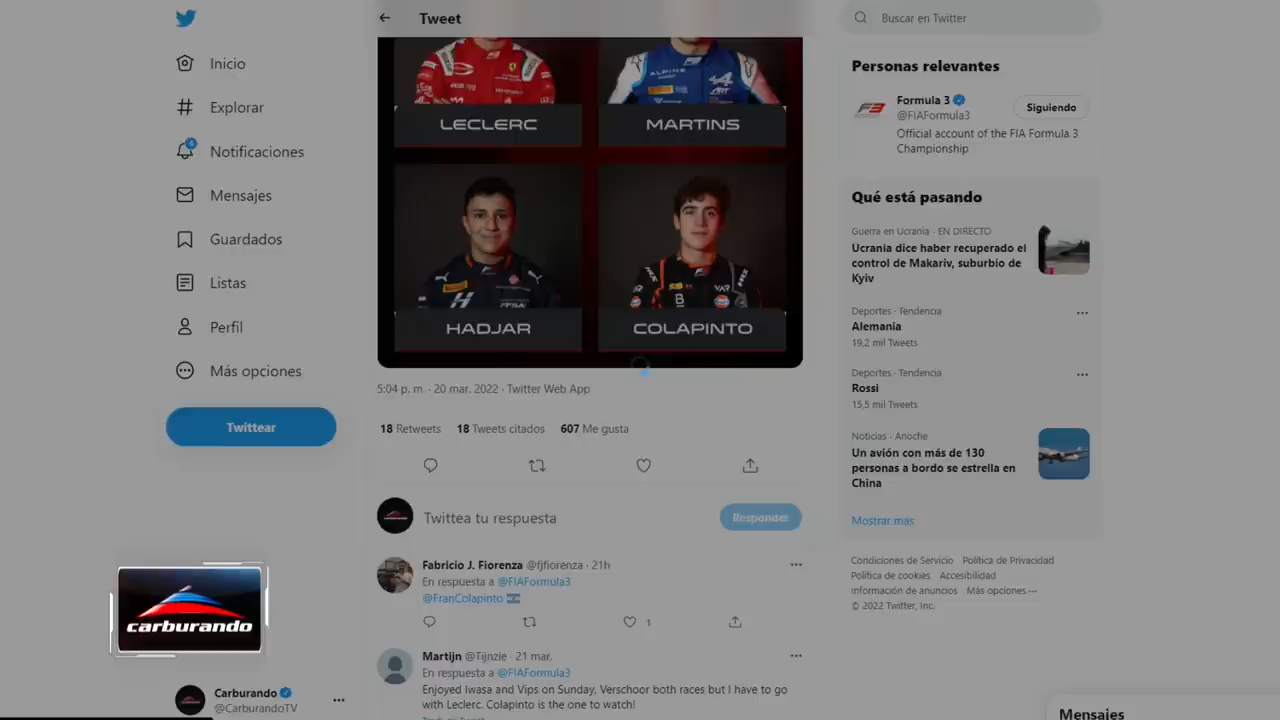 Tweet
Buscar en Twitter
Inicio
Explorar
4
Notificaciones
Mensajes
Guardados
Listas
Perfil
Más opciones
Twittear
LECLERC
MARTINS
HADJAR
COLAPINTO
5:04 p. m. · 20 mar. 2022 · Twitter Web App
18 Retweets 18 Tweets citados 607 Me gusta
Twittea tu respuesta
Responder
Fabricio J. Fiorenza @fjfiorenza · 21h
En respuesta a @FIAFormula3
@FranColapinto
1
Martijn @Tijnzie · 21 mar.
En respuesta a @FIAFormula3
Enjoyed Iwasa and Vips on Sunday, Verschoor both races but I have to go
with Leclerc. Colapinto is the one to watch!
Personas relevantes
Formula 3
@FIAFormula3
Siguiendo
Official account of the FIA Formula 3
Championship
Qué está pasando
Guerra en Ucrania · EN DIRECTO
Ucrania dice haber recuperado el
control de Makariv, suburbio de
Kyiv
Deportes · Tendencia
Alemania
19,2 mil Tweets
Deportes · Tendencia
Rossi
15,5 mil Tweets
Noticias · Anoche
Un avión con más de 130
personas a bordo se estrella en
China
Mostrar más
Condiciones de Servicio Política de Privacidad
Política de cookies Accesibilidad
Información de anuncios Más opciones ···
© 2022 Twitter, Inc.
carburando
Carburando
@CarburandoTV
Mensajes